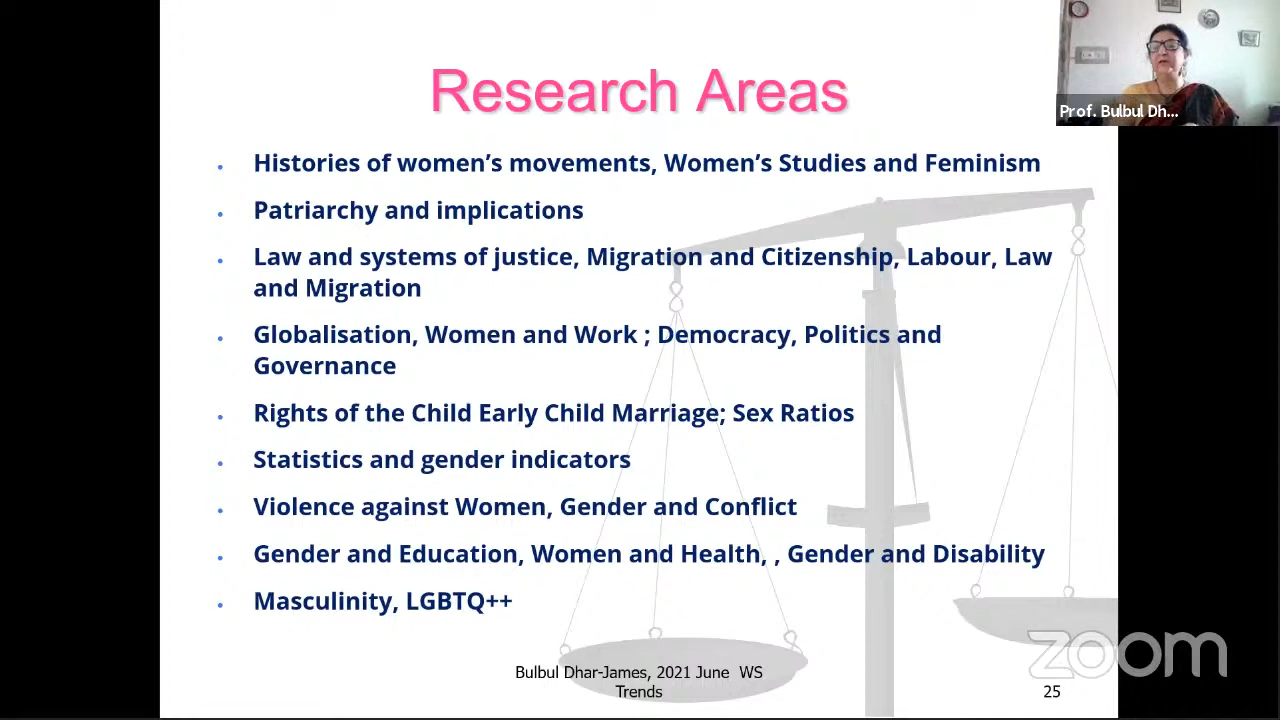 Research Areas
Prof. Bulbul Dh...
Histories of women's movements, Women's Studies and Feminism
Patriarchy and implications
Law and systems of justice, Migration and Citizenship, Labour, Law
and Migration
Globalisation, Women and Work ; Democracy, Politics and
Governance
Rights of the Child Early Child Marriage; Sex Ratios
Statistics and gender indicators
Violence against Women, Gender and Conflict
Gender and Education, Women and Health, , Gender and Disability
Masculinity, LGBTQ++
Bulbul Dhar-James, 2021 June WS
Trends
25
zoom